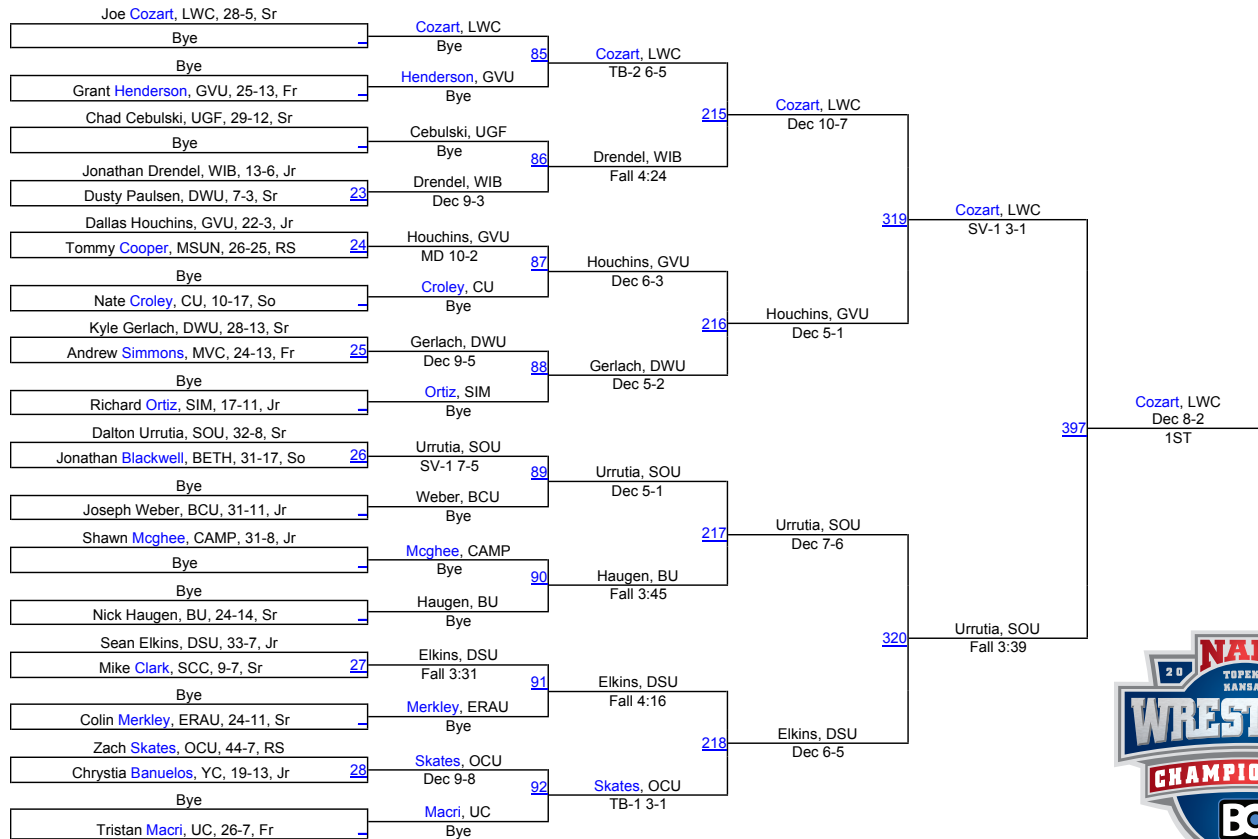 Joe Cozart, LWC, 28-5, Sr
Bye
Bye
Grant Henderson, GVU, 25-13, Fr
Chad Cebulski, UGF, 29-12, Sr
Bye
Jonathan Drendel, WIB, 13-6, Jr
Dusty Paulsen, DWU, 7-3, Sr 23
Dallas Houchins, GVU, 22-3, Jr
Tommy Cooper, MSUN, 26-25, RS 24
Bye
Nate Croley, CU, 10-17, So
Kyle Gerlach, DWU, 28-13, Sr
Andrew Simmons, MVC, 24-13, Fr 25
Bye
Richard Ortiz, SIM, 17-11, Jr
Dalton Urrutia, SOU, 32-8, Sr
Jonathan Blackwell, BETH, 31-17, So 26
Bye
Joseph Weber, BCU, 31-11, Jr
Shawn Mcghee, CAMP, 31-8, Jr
Bye
Bye
Nick Haugen, BU, 24-14, Sr
Sean Elkins, DSU, 33-7, Jr
Mike Clark, SCC, 9-7, Sr 27
Bye
Colin Merkley, ERAU, 24-11, Sr
Zach Skates, OCU, 44-7, RS
Chrystia Banuelos, YC, 19-13, Jr 28
Bye
Tristan Macri, UC, 26-7, Fr
Cozart, LWC
Bye
85
Henderson, GVU
Bye
Cebulski, UGF
Bye
86
Drendel, WIB
Dec 9-3
Houchins, GVU
MD 10-2
87
Croley, CU
Bye
Gerlach, DWU
Dec 9-5
88
Ortiz, SIM
Bye
Urrutia, SOU
SV-1 7-5
89
Weber, BCU
Bye
Mcghee, CAMP
Bye
90
Haugen, BU
Bye
Elkins, DSU
Fall 3:31
91
Merkley, ERAU
Bye
Skates, OCU
Dec 9-8
92
Macri, UC
Bye
Cozart, LWC
TB-2 6-5
215
Drendel, WIB
Fall 4:24
Houchins, GVU
Dec 6-3
216
Gerlach, DWU
Dec 5-2
Urrutia, SOU
Dec 5-1
217
Haugen, BU
Fall 3:45
Elkins, DSU
Fall 4:16
218
Skates, OCU
TB-1 3-1
Cozart, LWC
Dec 10-7
319
Houchins, GVU
Dec 5-1
Urrutia, SOU
Dec 7-6
320
Elkins, DSU
Dec 6-5
Cozart, LWC
SV-1 3-1
397
Urrutia, SOU
Fall 3:39
Cozart, LWC
Dec 8-2
1ST
20